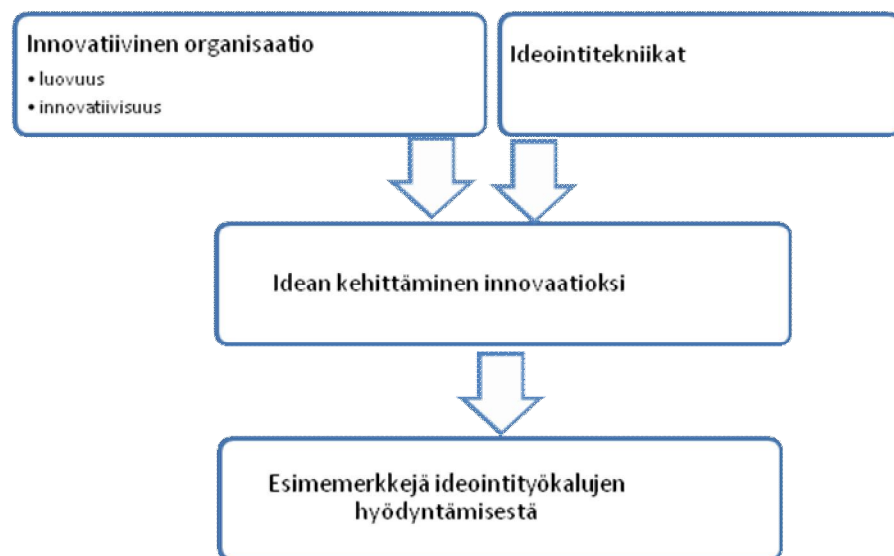 Innovatiivinen organisaatio
• luovuus
• innovatiivisuus
Ideointitekniikat
Idean kehittäminen innovaatioksi
Esimemerkkejä ideointityökalujen
hyödyntämisestä